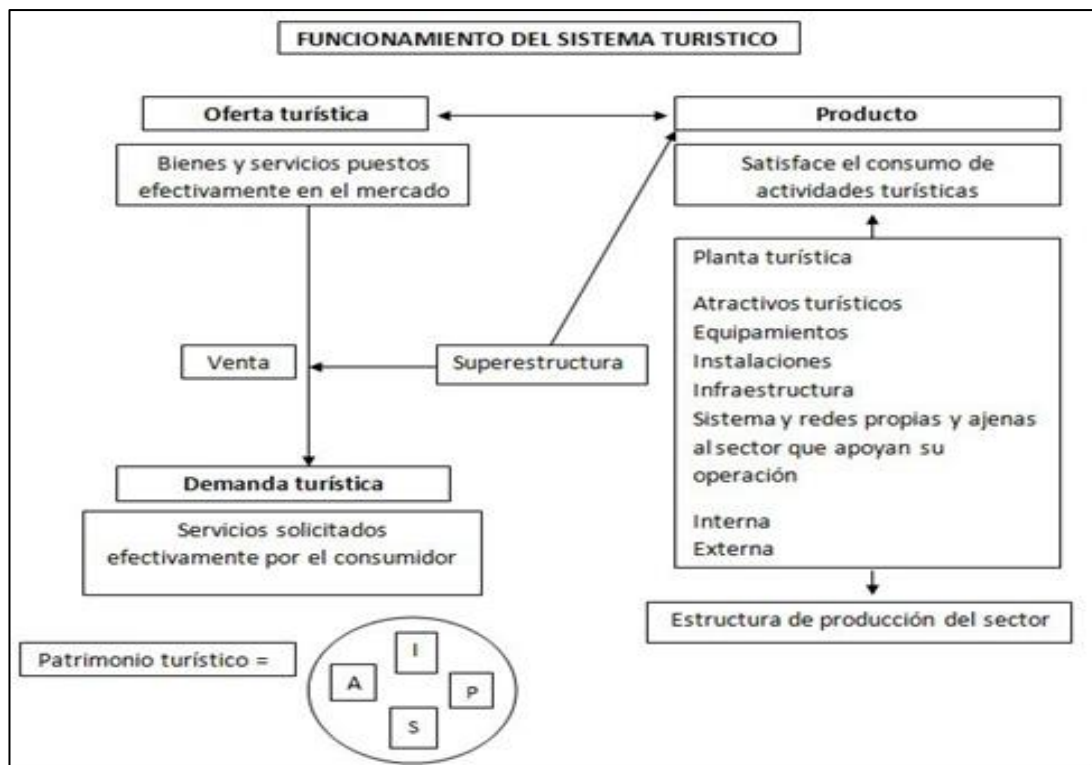 FUNCIONAMIENTO DEL SISTEMA TURISTICO
Oferta turística
Producto
Bienes y servicios puestos
efectivamente en el mercado
Satisface el consumo de
actividades turísticas
Planta turística
Atractivos turísticos
Equipamientos
Instalaciones
Infraestructura
Sistema y redes propias y ajenas
al sector que apoyan su
operación
Interna
Externa
Venta
Superestructura
Demanda turística
Servicios solicitados
efectivamente por el consumidor
Estructura de producción del sector
Patrimonio turístico =
I
A
P
S